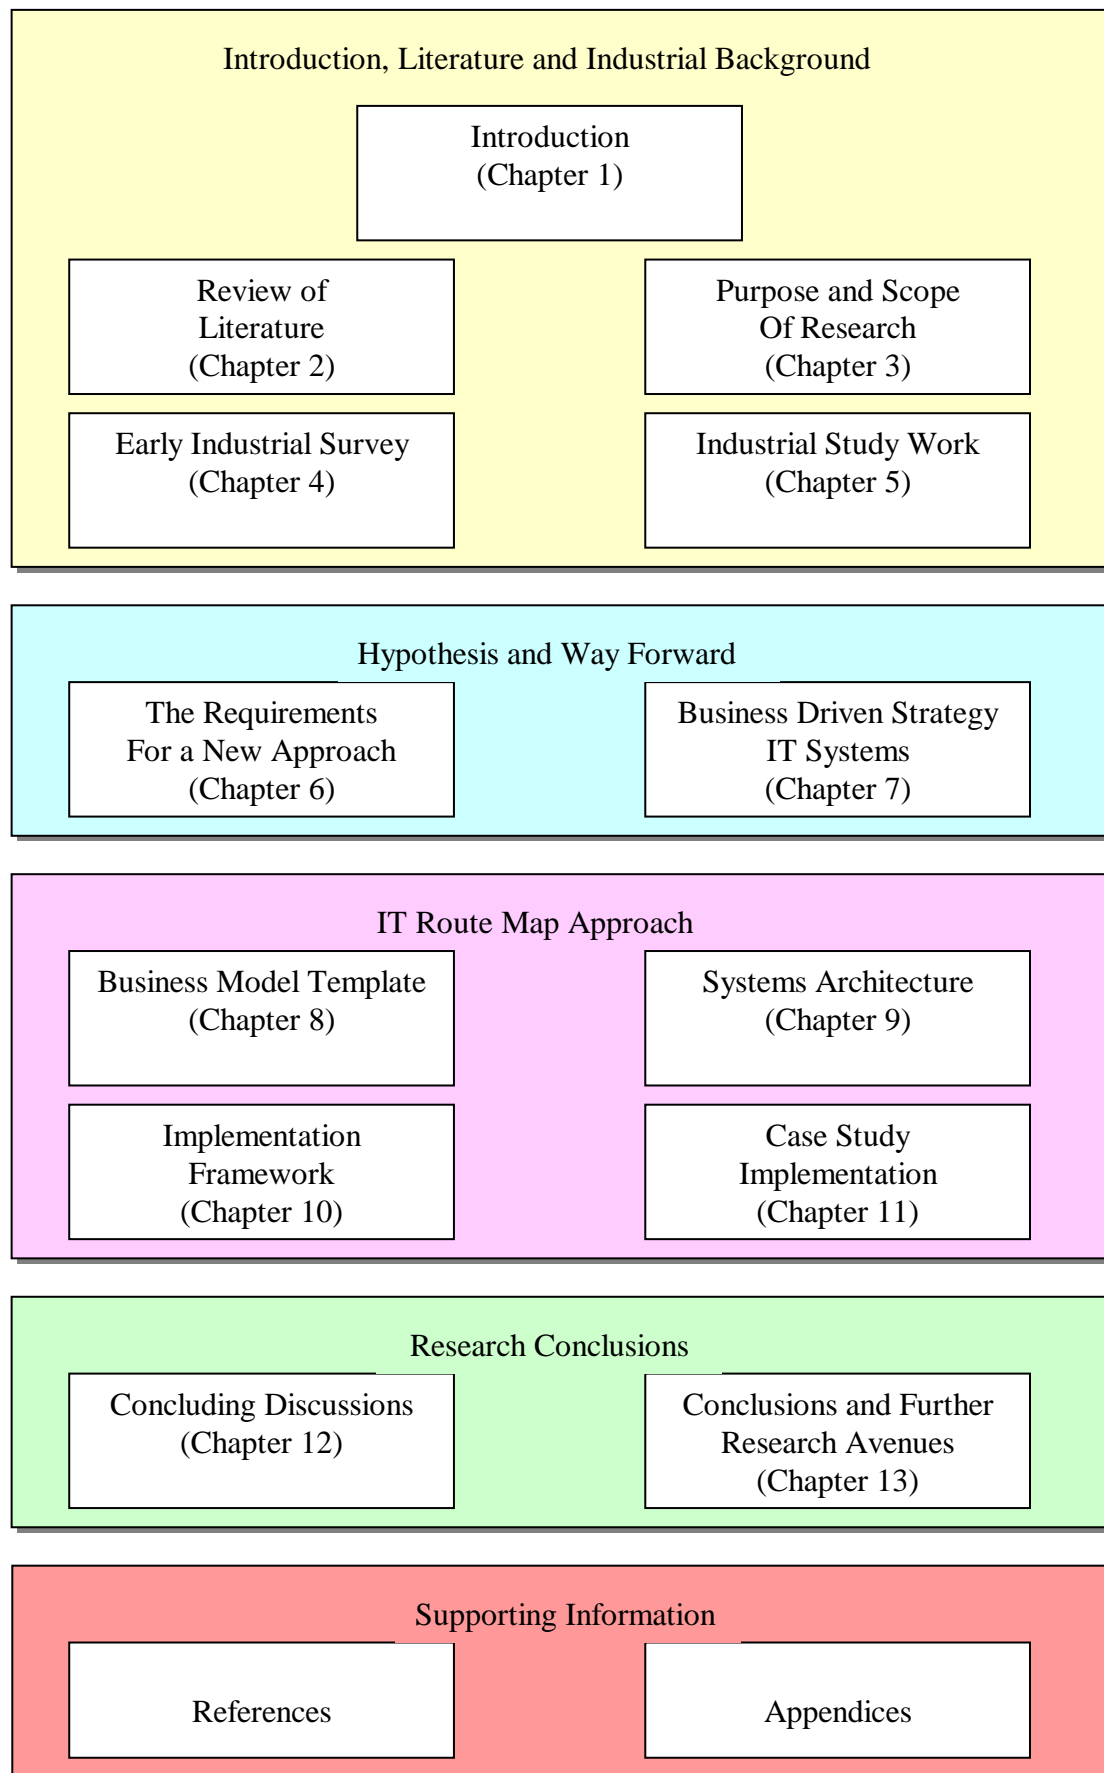 Introduction, Literature and Industrial Background
Introduction
(Chapter 1)
Review of
Literature
(Chapter 2)
Purpose and Scope
Of Research
(Chapter 3)
Early Industrial Survey
(Chapter 4)
Industrial Study Work
(Chapter 5)
Hypothesis and Way Forward
The Requirements
For a New Approach
(Chapter 6)
Business Driven Strategy
IT Systems
(Chapter 7)
IT Route Map Approach
Business Model Template
(Chapter 8)
Systems Architecture
(Chapter 9)
Implementation
Framework
(Chapter 10)
Case Study
Implementation
(Chapter 11)
Research Conclusions
Concluding Discussions
(Chapter 12)
Conclusions and Further
Research Avenues
(Chapter 13)
Supporting Information
References
Appendices